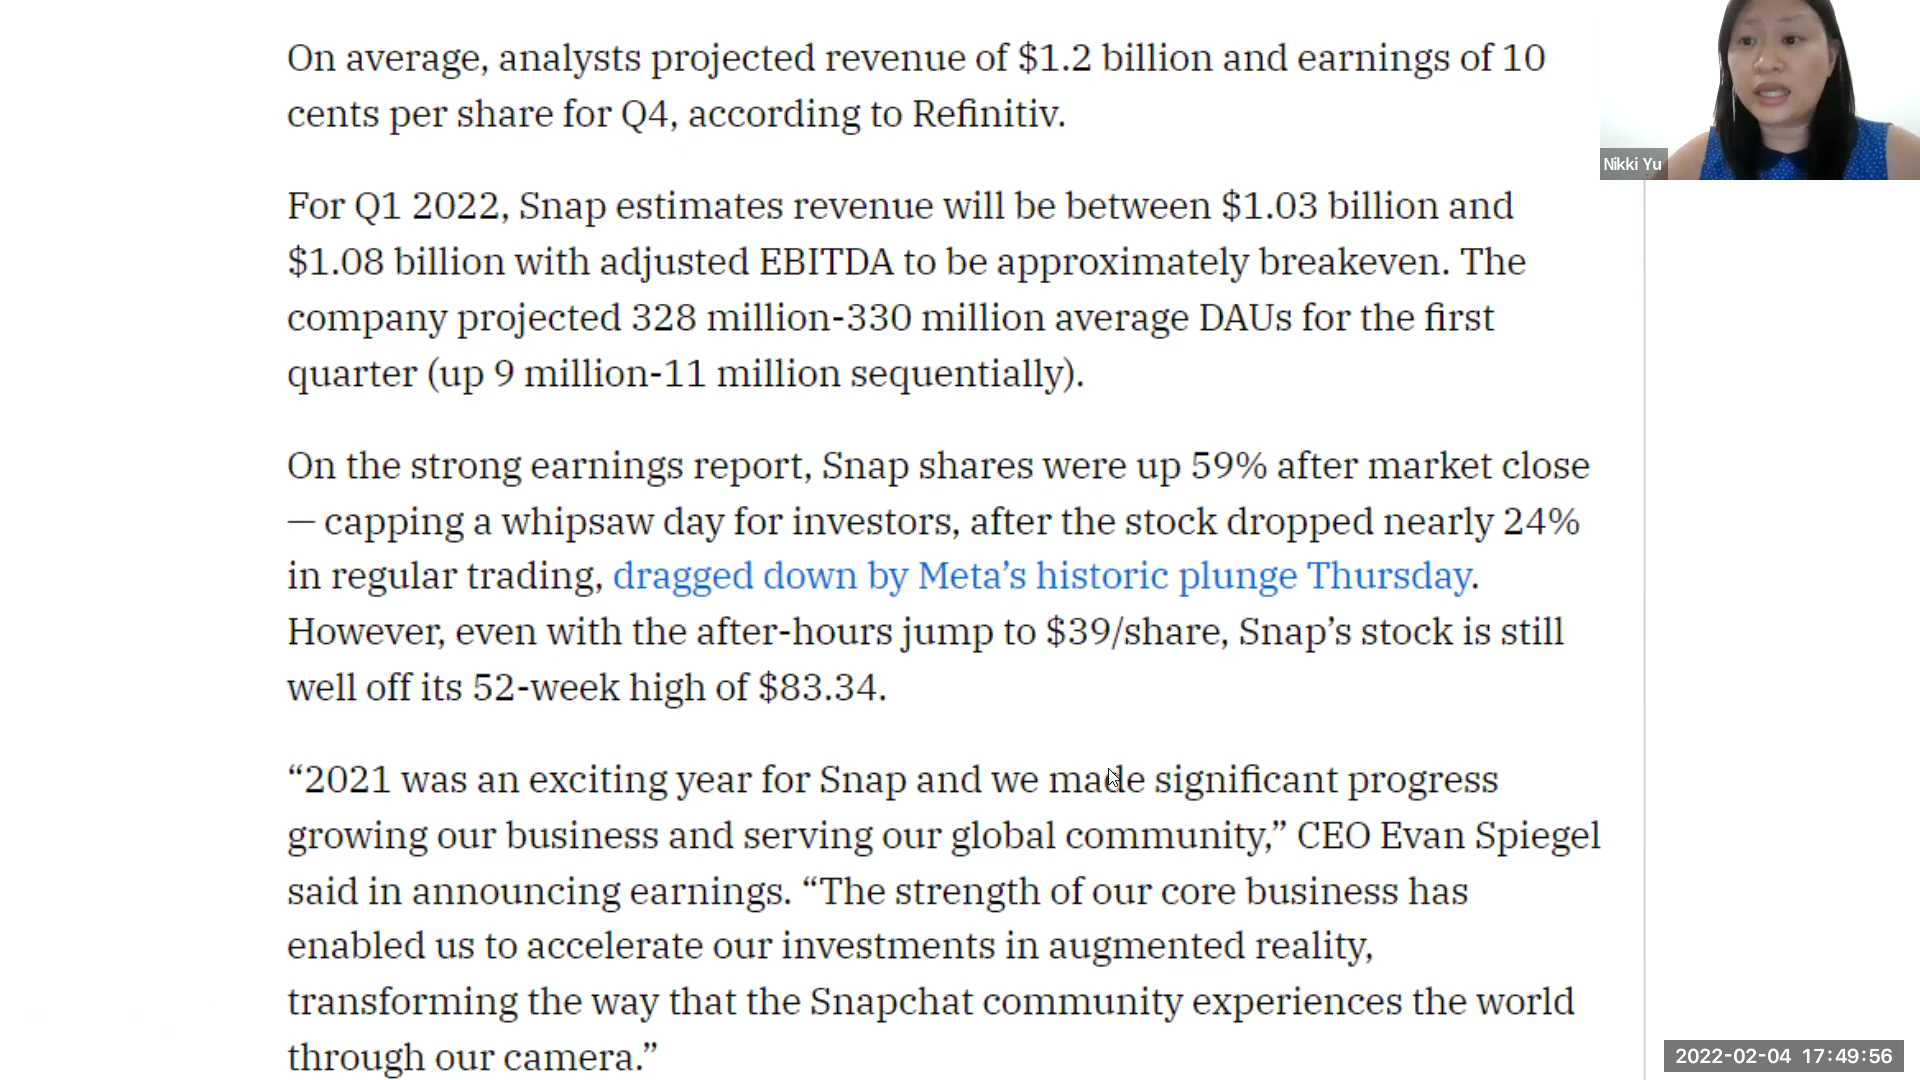 On average, analysts projected revenue of $1.2 billion and earnings of 10
cents per share for Q4, according to Refinitiv.
Nikki Yu
For Q1 2022, Snap estimates revenue will be between $1.03 billion and
$1.08 billion with adjusted EBITDA to be approximately breakeven. The
company projected 328 million-330 million average DAUs for the first
quarter (up 9 million-11 million sequentially).
On the strong earnings report, Snap shares were up 59% after market close
— capping a whipsaw day for investors, after the stock dropped nearly 24%
in regular trading, dragged down by Meta’s historic plunge Thursday.
However, even with the after-hours jump to $39/share, Snap’s stock is still
well off its 52-week high of $83.34.
“2021 was an exciting year for Snap and we made significant progress
growing our business and serving our global community,” CEO Evan Spiegel
said in announcing earnings. “The strength of our core business has
enabled us to accelerate our investments in augmented reality,
transforming the way that the Snapchat community experiences the world
through our camera.”
2022-02-04 17:49:56